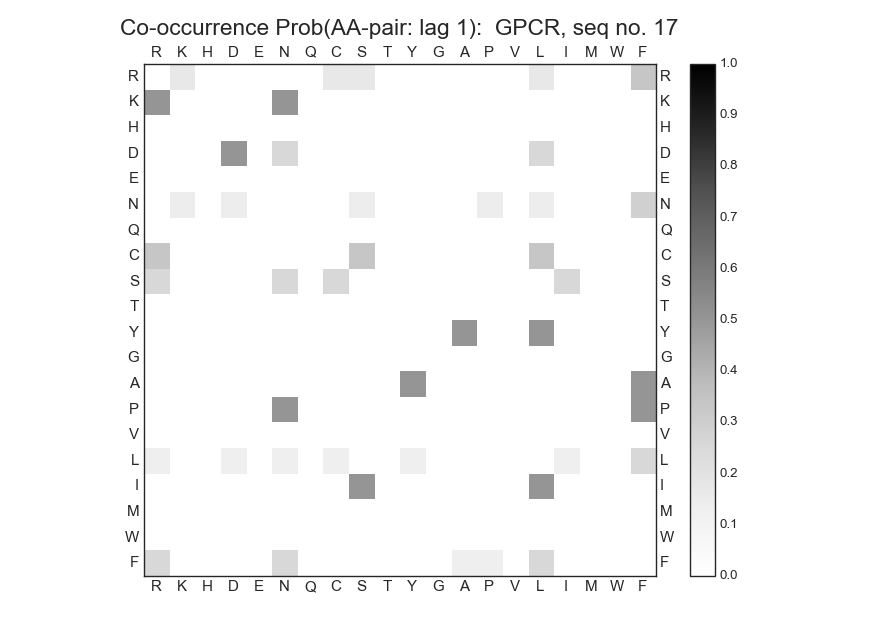 Co-occurrence Prob(AA-pair: lag 1):  GPCR, seq no. 17
R K H D E N Q C S T Y G A P V L I M W F
R R
K K
H H
D D
E E
N N
Q Q
C C
S S
T T
Y Y
G G
A A
P P
V V
L L
I I
M M
W W
F F
R K H D E N Q C S T Y G A P V L I M W F
1.0
0.9
0.8
0.7
0.6
0.5
0.4
0.3
0.2
0.1
0.0